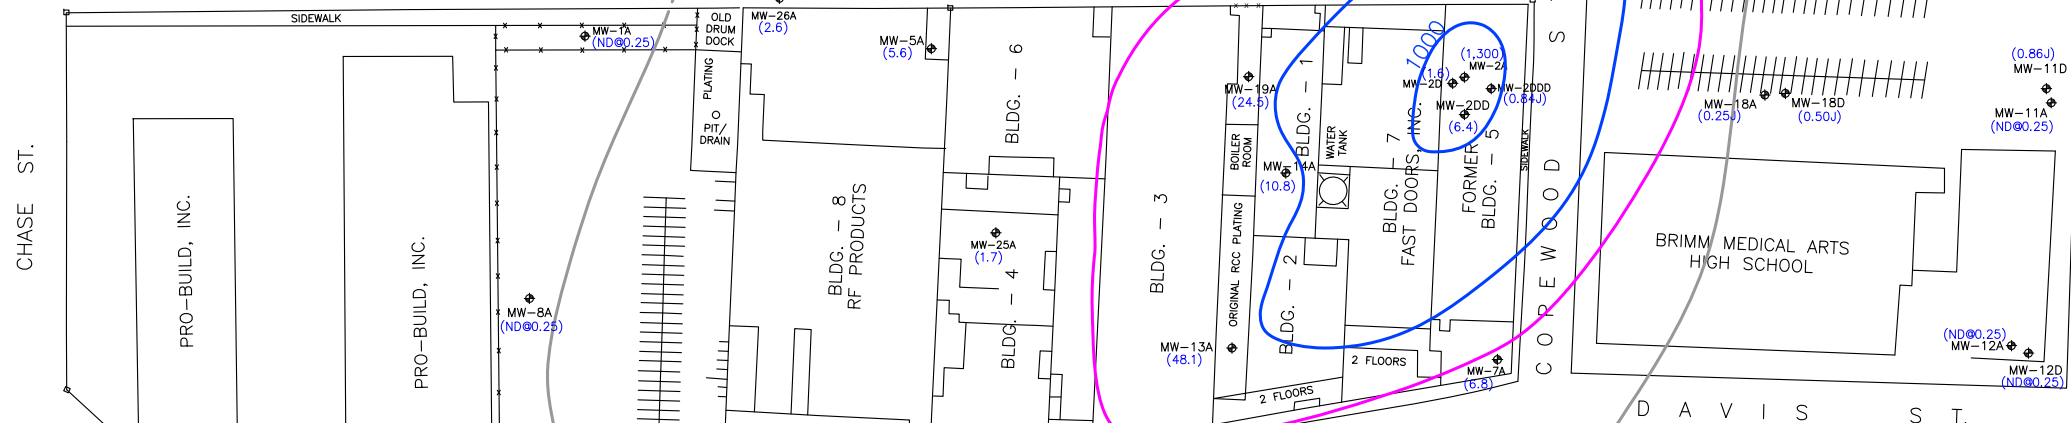 SIDEWALK
OLD
DRUM
DOCK
MW-26A
(2.6)
MW-1A
(ND@0.25)
MW-5A
(5.6)
PLATING
PIT/
DRAIN
BLDG. - 6
MW-19A
(24.5)
BLDG. - 1
1000
(1,300)
MW-2A
(1.6)
MW-2D
MW-2DDD
(0.84J)
MW-2DD
(6.4)
MW-18A
(0.25J)
MW-18D
(0.50J)
(0.86J)
MW-11D
MW-11A
(ND@0.25)
BOILER
ROOM
WATER
TANK
MW-14A
(10.8)
BLDG. - 7
FAST DOORS, INC.
FORMER
BLDG. - 5
SIDEWALK
COPEWOOD S
CHASE ST.
PRO-BUILD, INC.
PRO-BUILD, INC.
MW-8A
(ND@0.25)
BLDG. - 8
RF PRODUCTS
MW-25A
(1.7)
BLDG. - 4
BLDG. - 3
ORIGINAL RCC PLATING
BLDG. - 2
BRIMM MEDICAL ARTS
HIGH SCHOOL
MW-13A
(48.1)
2 FLOORS
2 FLOORS
MW-7A
(6.8)
(ND@0.25)
MW-12A
MW-12D
(ND@0.25)
DAVIS ST.